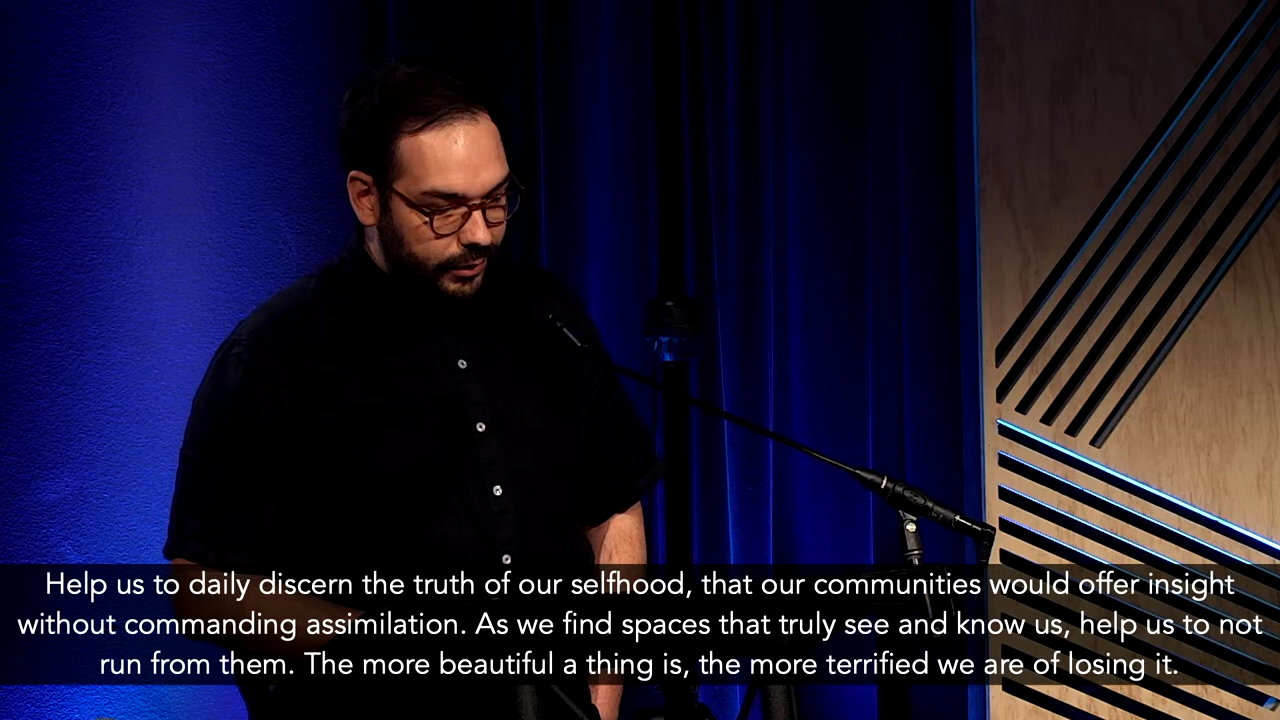 Help us to daily discern the truth of our selfhood, that our communities would offer insight
without commanding assimilation. As we find spaces that truly see and know us, help us to not
run from them. The more beautiful a thing is, the more terrified we are of losing it.